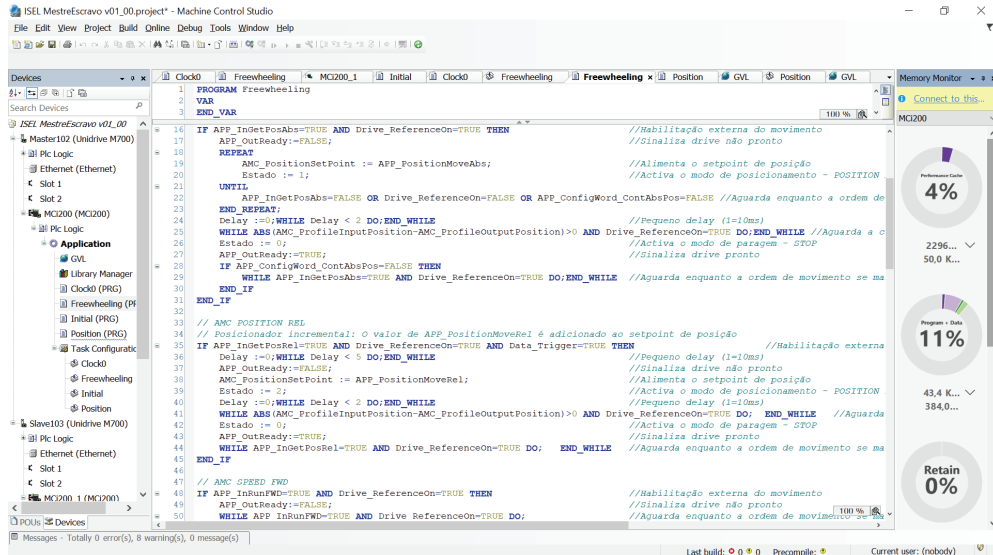 ISEL MestreEscravo v01_00.project* - Machine Control Studio
File Edit View Project Build Online Debug Tools Window Help
Devices
Search Devices
ISEL MestreEscravo v01_00
Master102 (Unidrive M700)
Plc Logic
Ethernet (Ethernet)
Slot 1
Slot 2
MCI200 (MCI200)
Plc Logic
Application
GVL
Library Manager
Clock0 (PRG)
Freewheeling (PF
Initial (PRG)
Position (PRG)
Task Configuratic
Clock0
Freewheeling
Initial
Position
Slave103 (Unidrive M700)
Plc Logic
Ethernet (Ethernet)
Slot 1
Slot 2
MCI200_1 (MCI200)
POUs Devices
Clock0 Freewheeling MCI200_1 Initial Clock0 Freewheeling Freewheeling × Position GVL Position GVL
1 PROGRAM Freewheeling
2 VAR
3 END_VAR
100 %
16 IF APP_InGetPosAbs=TRUE AND Drive_ReferenceOn=TRUE THEN //Habilitação externa do movimento
17 APP_OutReady:=FALSE; //Sinaliza drive não pronto
18 REPEAT
19 AMC_PositionSetPoint := APP_PositionMoveAbs; //Alimenta o setpoint de posição
20 Estado := 1; //Activa o modo de posicionamento - POSITION
21 UNTIL
22 APP_InGetPosAbs=FALSE OR Drive_ReferenceOn=FALSE OR APP_ConfigWord_ContAbsPos=FALSE //Aguarda enquanto a ordem de
23 END_REPEAT;
24 Delay :=0;WHILE Delay < 2 DO;END_WHILE //Pequeno delay (1=10ms)
25 WHILE ABS(AMC_ProfileInputPosition-AMC_ProfileOutputPosition)>0 AND Drive_ReferenceOn=TRUE DO;END_WHILE //Aguarda a c
26 Estado := 0; //Activa o modo de paragem - STOP
27 APP_OutReady:=TRUE; //Sinaliza drive pronto
28 IF APP_ConfigWord_ContAbsPos=FALSE THEN
29 WHILE APP_InGetPosAbs=TRUE AND Drive_ReferenceOn=TRUE DO;END_WHILE //Aguarda enquanto a ordem de movimento se ma
30 END_IF
31 END_IF
32
33 // AMC POSITION REL
34 // Posicionador incremental: O valor de APP_PositionMoveRel é adicionado ao setpoint de posição
35 IF APP_InGetPosRel=TRUE AND Drive_ReferenceOn=TRUE AND Data_Trigger=TRUE THEN //Habilitação externa
36 Delay :=0;WHILE Delay < 5 DO;END_WHILE //Pequeno delay (1=10ms)
37 APP_OutReady:=FALSE; //Sinaliza drive não pronto
38 AMC_PositionSetPoint := APP_PositionMoveRel; //Alimenta o setpoint de posição
39 Estado := 2; //Activa o modo de posicionamento - POSITION
40 Delay :=0;WHILE Delay < 2 DO;END_WHILE //Pequeno delay (1=10ms)
41 WHILE ABS(AMC_ProfileInputPosition-AMC_ProfileOutputPosition)>0 AND Drive_ReferenceOn=TRUE DO; END_WHILE //Aguarda
42 Estado := 0; //Activa o modo de paragem - STOP
43 APP_OutReady:=TRUE; //Sinaliza drive pronto
44 WHILE APP_InGetPosRel=TRUE AND Drive_ReferenceOn=TRUE DO; END_WHILE //Aguarda enquanto a ordem de movimento se ma
45 END_IF
46
47 // AMC SPEED FWD
48 IF APP_InRunFWD=TRUE AND Drive_ReferenceOn=TRUE THEN //Habilitação externa do movimento
49 APP_OutReady:=FALSE; //Sinaliza drive não pronto
50 WHILE APP_InRunFWD=TRUE AND Drive_ReferenceOn=TRUE DO; //Aguarda enquanto a ordem de movimento se ma
100 %
Memory Monitor
Connect to this...
MCI200
Performance Cache
4%
2296...
50,0 K...
Program + Data
11%
43,4 K...
384,0...
Retain
0%
Messages - Totally 0 error(s), 8 warning(s), 0 message(s)
Last build: 0 0 Precompile: Current user: (nobody)